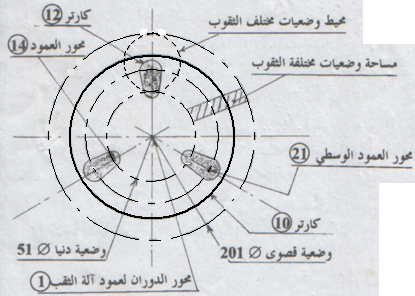 محيط وضعيات مختلف الثقوب
كارتر 12
محور العمود 14
مساحة وضعيات مختلفة الثقوب
محور العمود الوسطي 21
كارتر 10
وضعية دنيا Ø 51
وضعية قصوى Ø 201
محور الدوران لعمود آلة الثقب 1